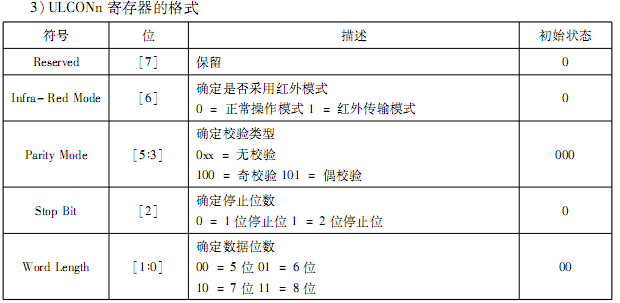 3) ULCONn 寄存器的格式
符号 位 描述 初始状态
Reserved [7] 保留 0
Infra-Red Mode [6] 确定是否采用红外模式 0
0 = 正常操作模式 1 = 红外传输模式
Parity Mode [5:3] 确定校验类型 000
0xx = 无校验
100 = 奇校验 101 = 偶校验
Stop Bit [2] 确定停止位数 0
0 = 1 位停止位 1 = 2 位停止位
Word Length [1:0] 确定数据位数 00
00 = 5 位 01 = 6 位
10 = 7 位 11 = 8 位